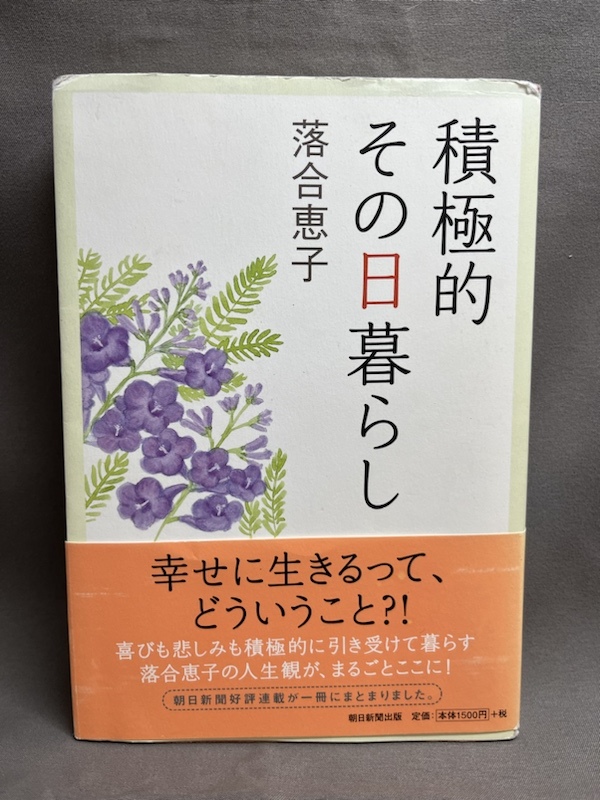 積極的
その日暮らし
落合恵子
幸せに生きるって、
どういうこと?!
喜びも悲しみも積極的に引き受けて暮らす
落合恵子の人生観が、まるごとここに!
朝日新聞好評連載が一冊にまとまりました。
朝日新聞出版 定価:本体1500円+税